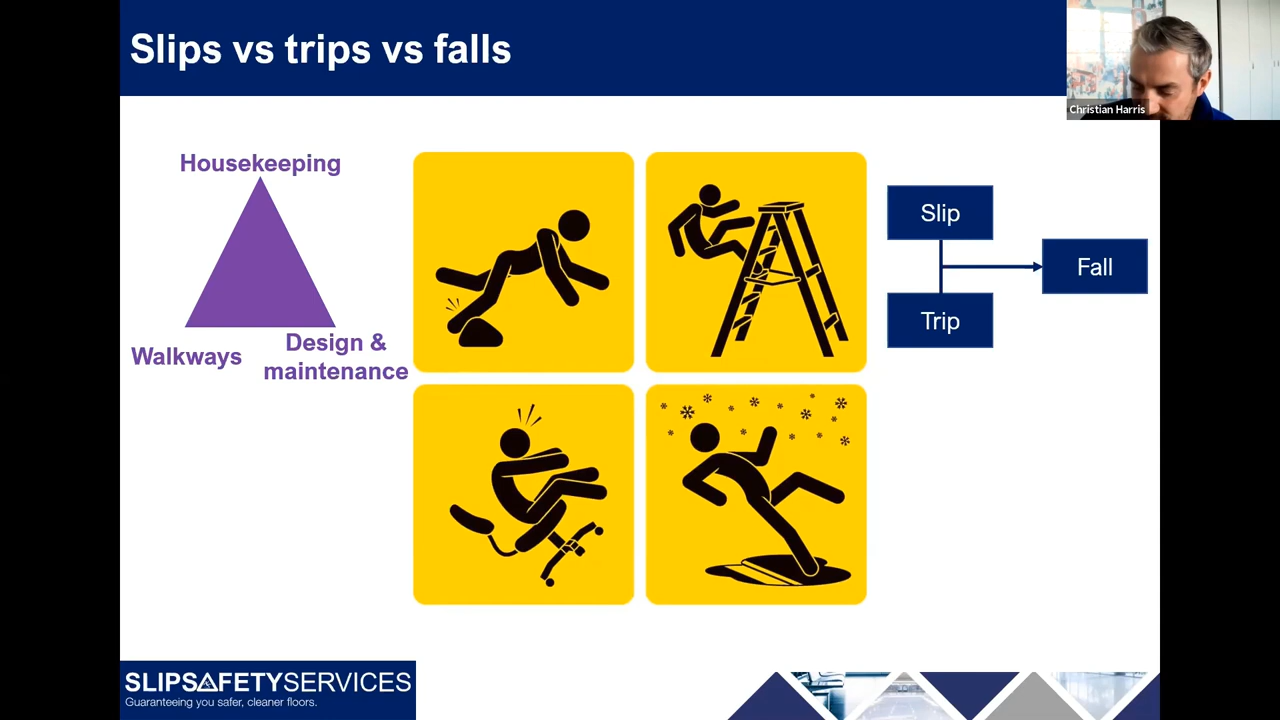 Slips vs trips vs falls
Christian Harris
Housekeeping
Walkways
Design &
maintenance
Slip
Fall
Trip
SLIPSAFETYSERVICES
Guaranteeing you safer, cleaner floors.